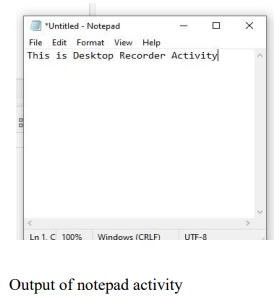 *Untitled - Notepad
File Edit Format View Help
This is Desktop Recorder Activity
Ln 1, C 100% Windows (CRLF) UTF-8
Output of notepad activity